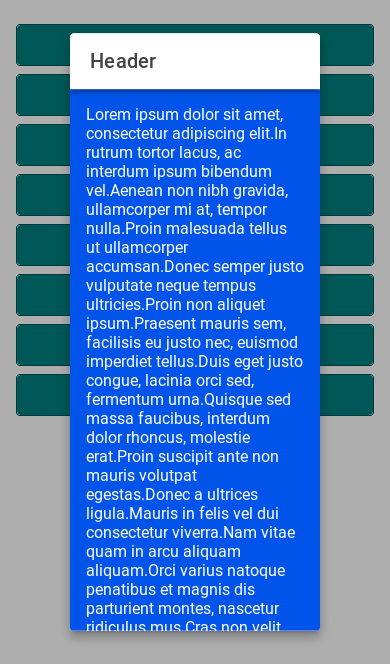 Header
Lorem ipsum dolor sit amet,
consectetur adipiscing elit.In
rutrum tortor lacus, ac
interdum ipsum bibendum
vel.Aenean non nibh gravida,
ullamcorper mi at, tempor
nulla.Proin malesuada tellus
ut ullamcorper
accumsan.Donec semper justo
vulputate neque tempus
ultricies.Proin non aliquet
ipsum.Praesent mauris sem,
facilisis eu justo nec, euismod
imperdiet tellus.Duis eget justo
congue, lacinia orci sed,
fermentum urna.Quisque sed
massa faucibus, interdum
dolor rhoncus, molestie
erat.Proin suscipit ante non
mauris volutpat
egestas.Donec a ultrices
ligula.Mauris in felis vel dui
consectetur viverra.Nam vitae
quam in arcu aliquam
aliquam.Orci varius natoque
penatibus et magnis dis
parturient montes, nascetur
ridiculus mus.Cras non velit